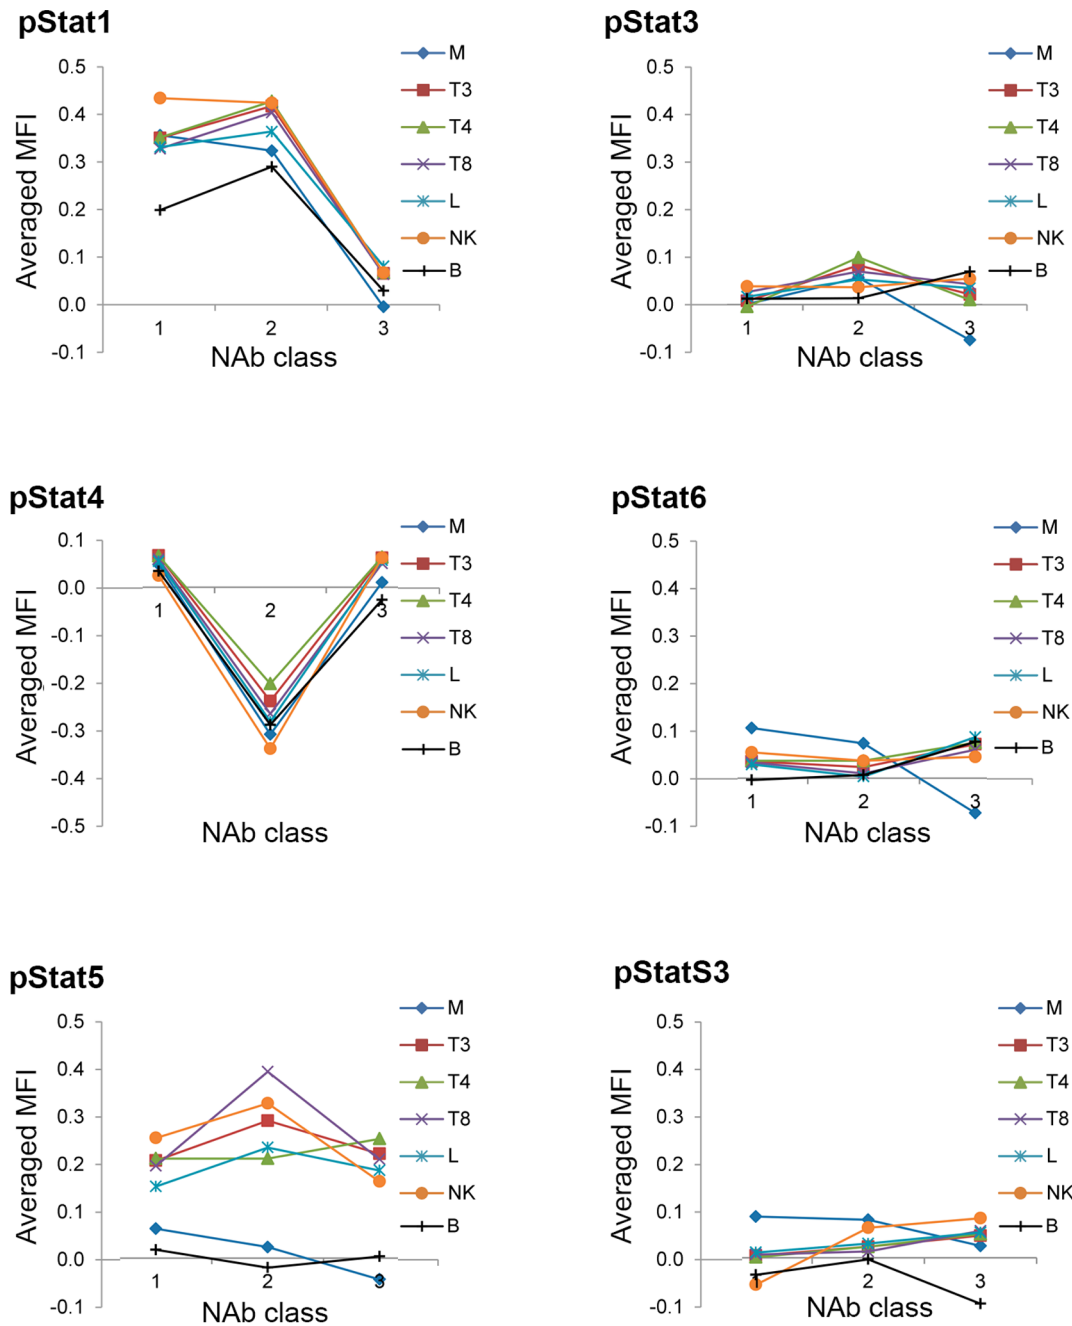 pStat1
0.5
0.4
0.3
0.2
0.1
0.0
-0.1
Averaged MFI
1 2 3
NAb class
M
T3
T4
T8
L
NK
B
pStat3
0.5
0.4
0.3
0.2
0.1
0.0
-0.1
Averaged MFI
1 2 3
NAb class
M
T3
T4
T8
L
NK
B
pStat4
0.1
0.0
-0.1
-0.2
-0.3
-0.4
-0.5
Averaged MFI
1 2 3
NAb class
M
T3
T4
T8
L
NK
B
pStat6
0.5
0.4
0.3
0.2
0.1
0.0
-0.1
Averaged MFI
1 2 3
NAb class
M
T3
T4
T8
L
NK
B
pStat5
0.5
0.4
0.3
0.2
0.1
0.0
-0.1
Averaged MFI
1 2 3
NAb class
M
T3
T4
T8
L
NK
B
pStatS3
0.5
0.4
0.3
0.2
0.1
0.0
-0.1
Averaged MFI
2 3
NAb class
M
T3
T4
T8
L
NK
B